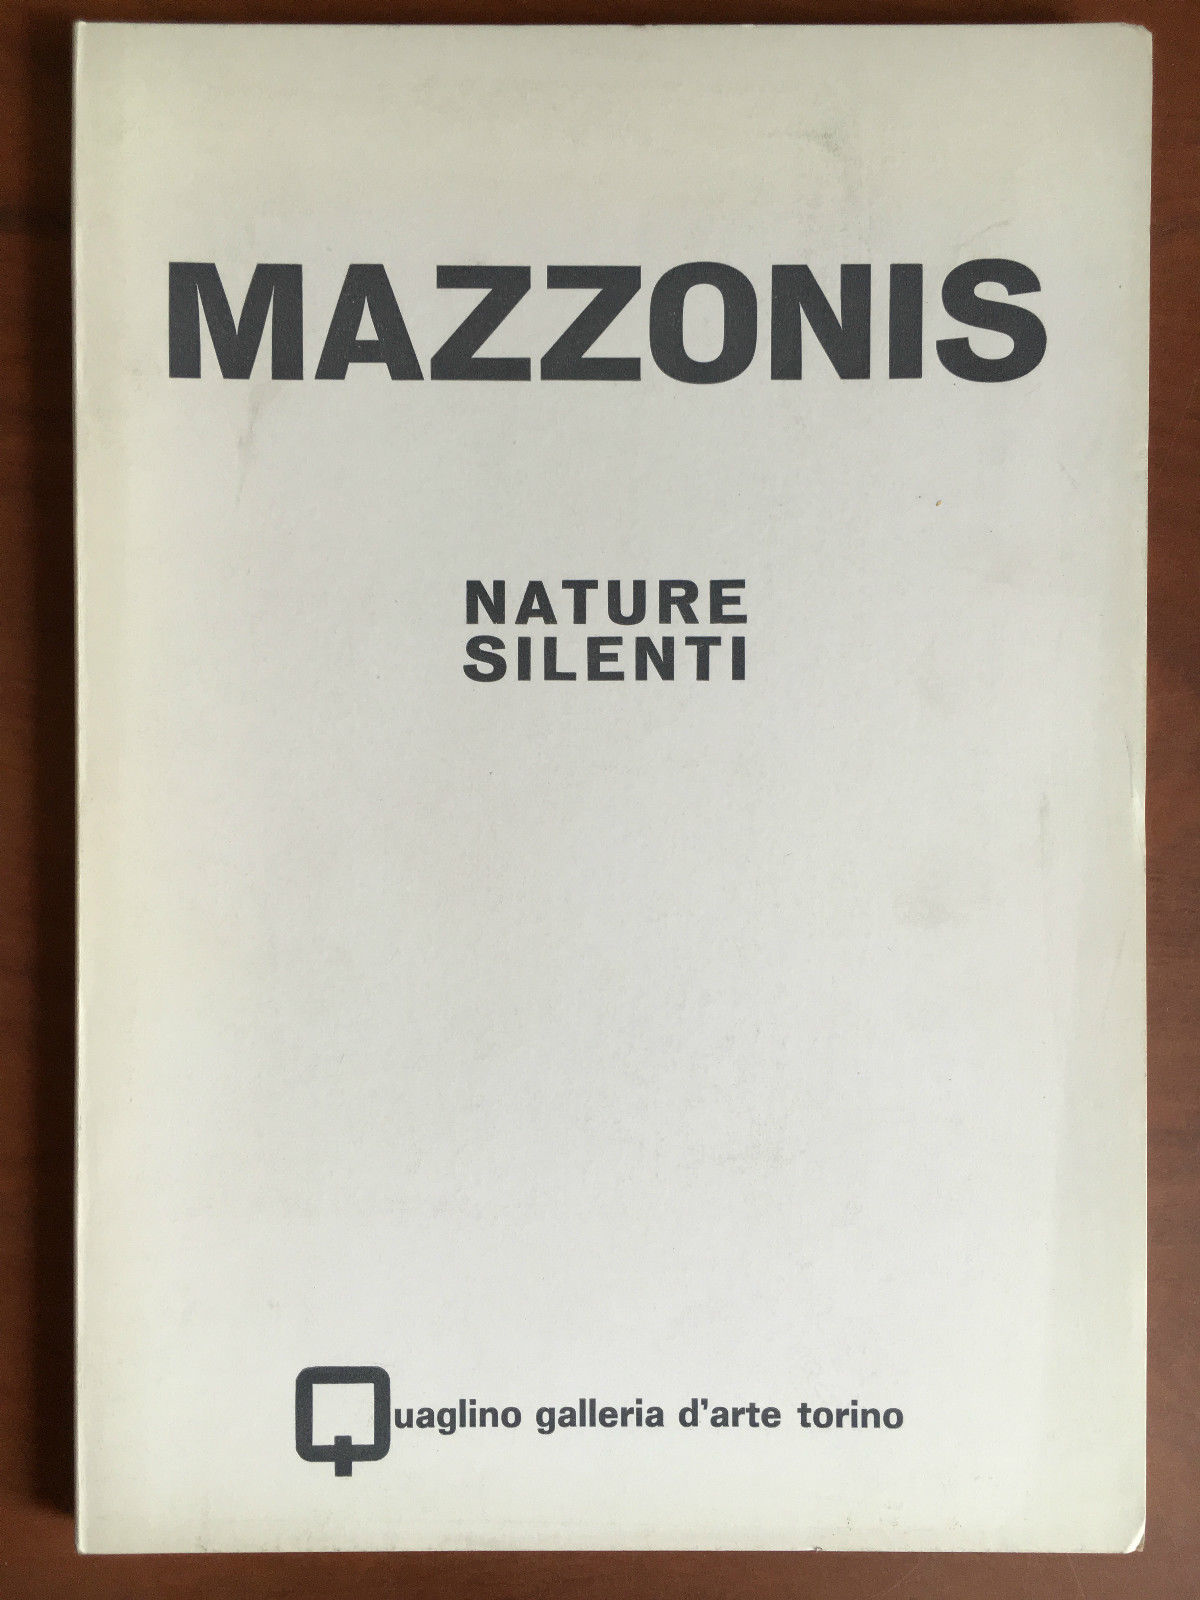 MAZZONIS
NATURE
SILENTI
Quaglino galleria d'arte torino